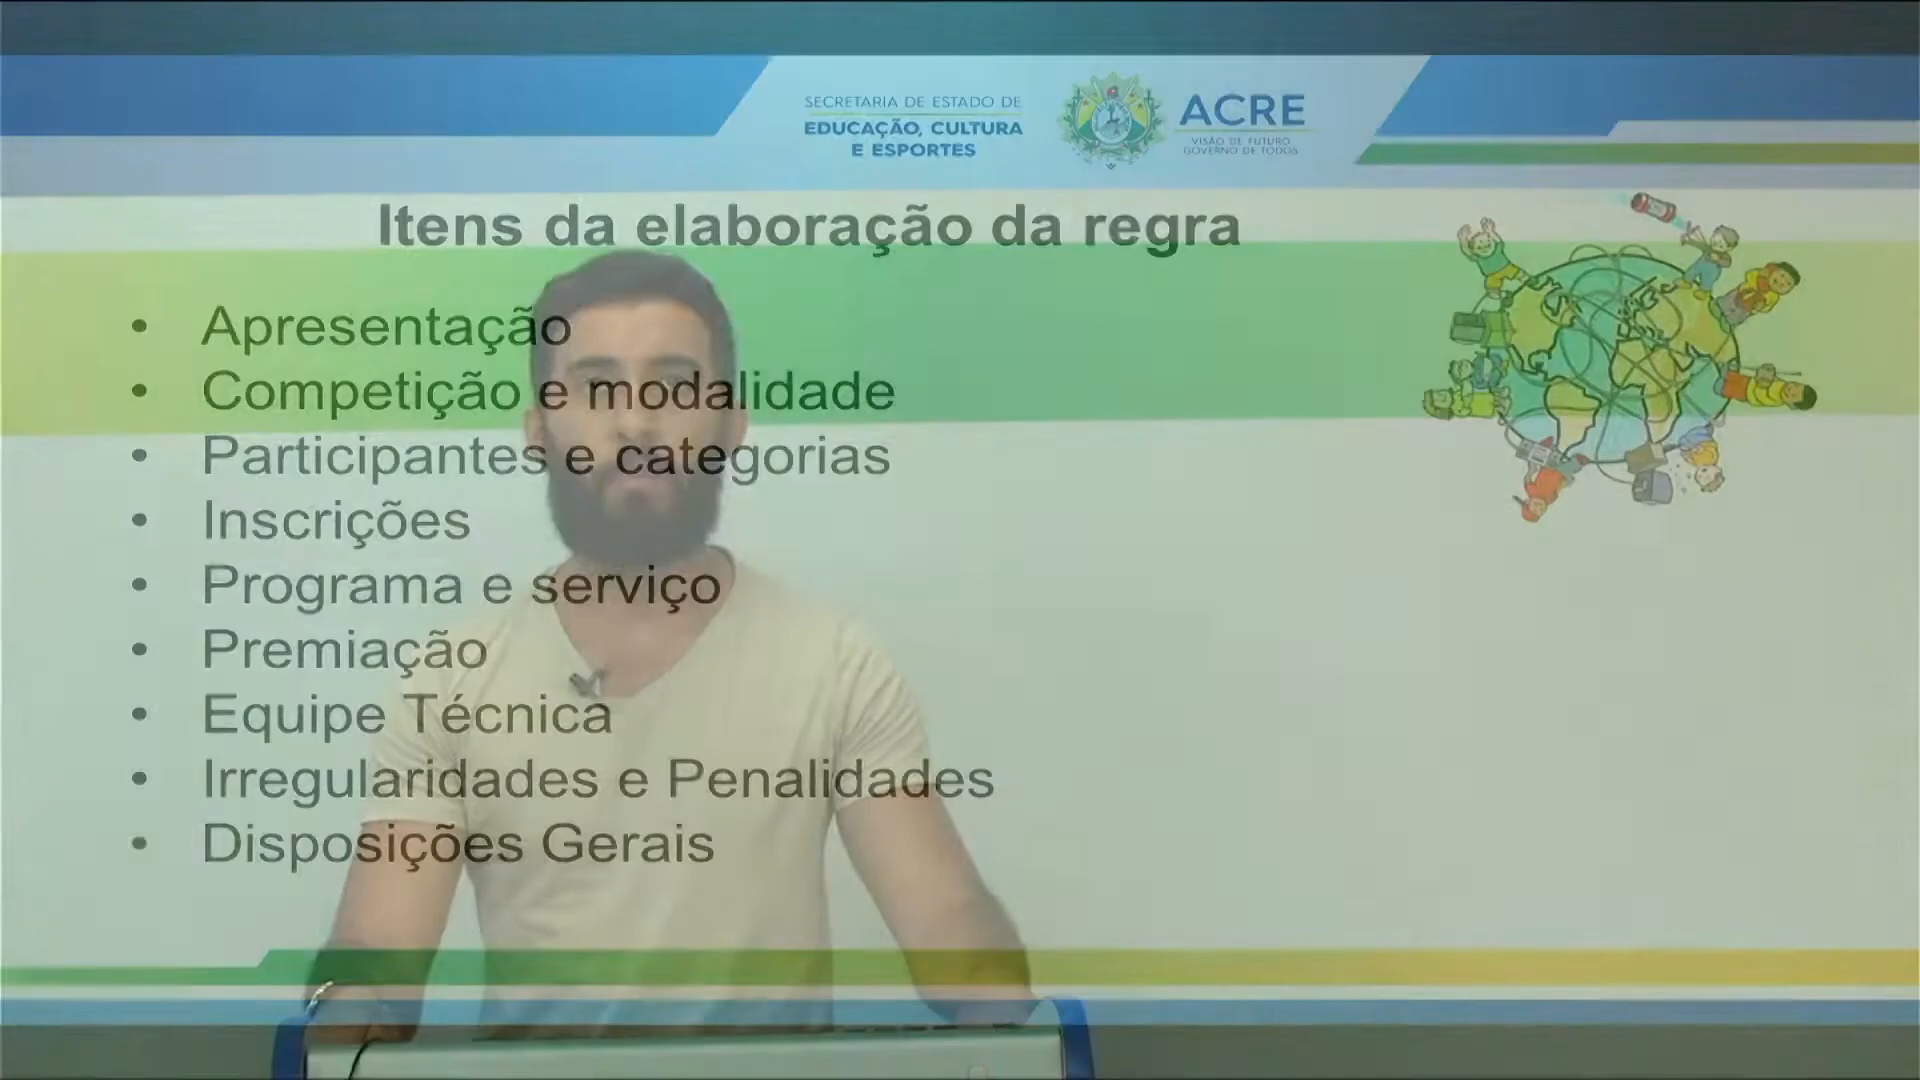 SECRETARIA DE ESTADO DE
EDUCAÇÃO, CULTURA
E ESPORTES
ACRE
VISÃO DE FUTURO
GOVERNO DE TODOS
Itens da elaboração da regra
• Apresentação
• Competição e modalidade
• Participantes e categorias
• Inscrições
• Programa e serviço
• Premiação
• Equipe Técnica
• Irregularidades e Penalidades
• Disposições Gerais